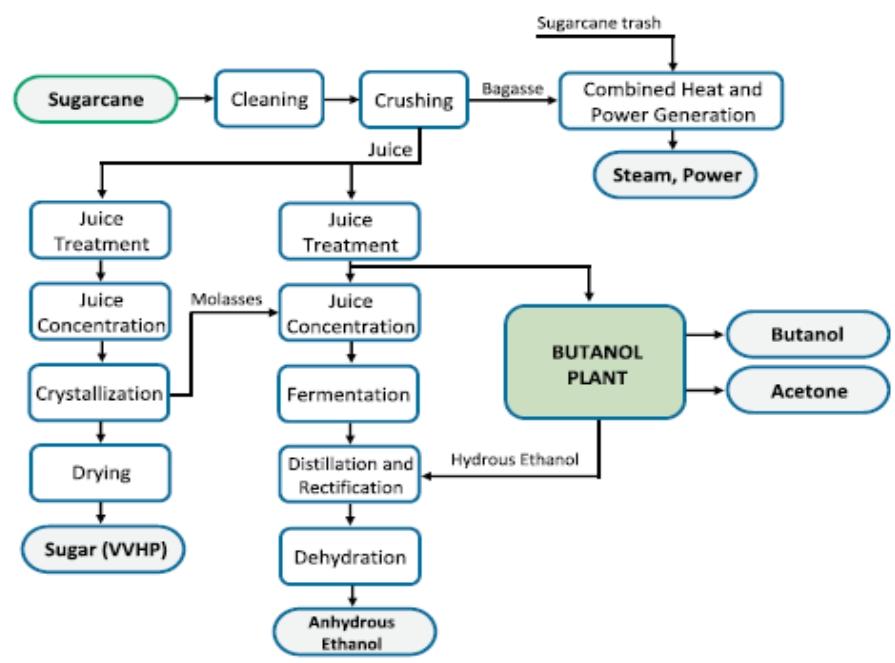 Sugarcane trash
Sugarcane
Cleaning
Crushing
Bagasse
Combined Heat and
Power Generation
Juice
Steam, Power
Juice
Treatment
Juice
Treatment
Juice
Concentration
Molasses
Juice
Concentration
BUTANOL
PLANT
Butanol
Acetone
Crystallization
Fermentation
Drying
Distillation and
Rectification
Hydrous Ethanol
Sugar (VVHP)
Dehydration
Anhydrous
Ethanol